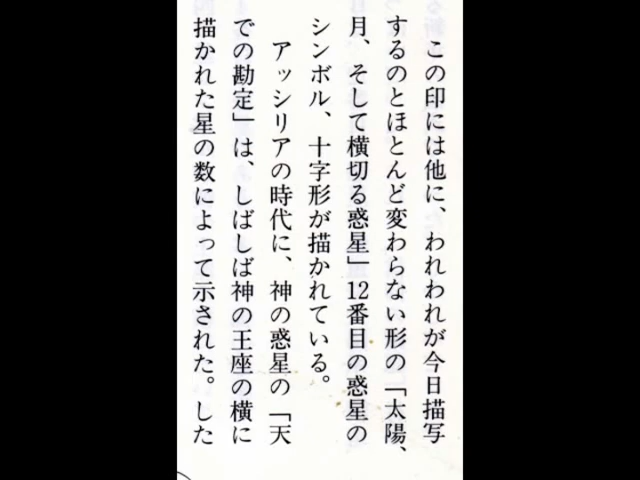 この印には他に、われわれが今日描写
するのとほとんど変わらない形の「太陽、
月、そして横切る惑星」12番目の惑星の
シンボル、十字形が描かれている。
アッシリアの時代に、神の惑星の「天
での勘定」は、しばしば神の王座の横に
描かれた星の数によって示された。した